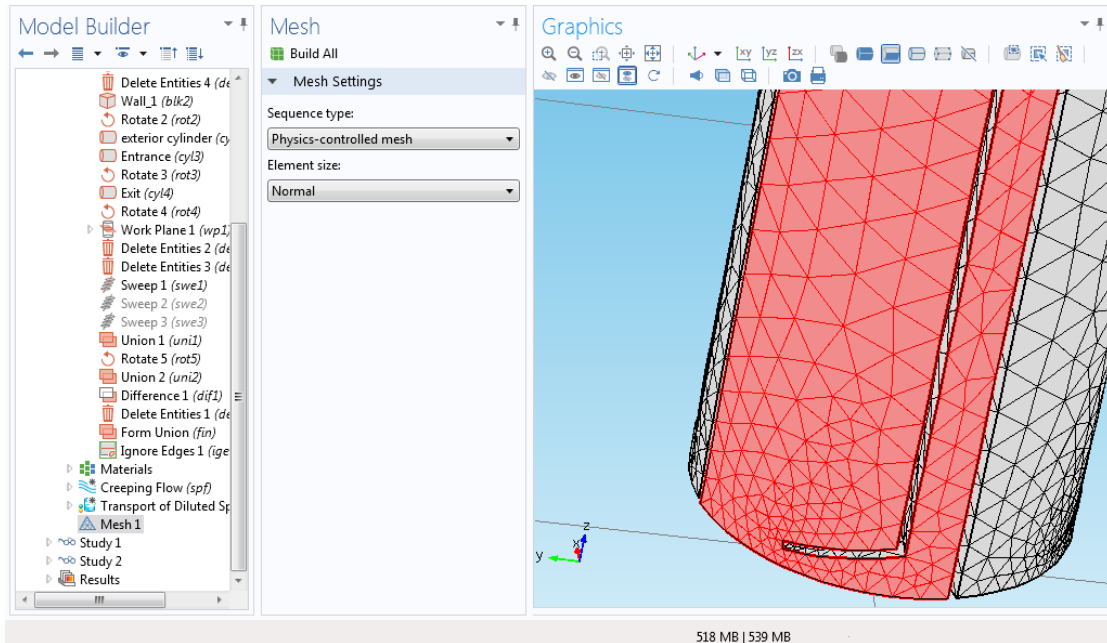 Model Builder
Mesh
Graphics
Build All
Mesh Settings
Sequence type:
Physics-controlled mesh
Element size:
Normal
Delete Entities 4 (de
Wall_1 (blk2)
Rotate 2 (rot2)
exterior cylinder (cy
Entrance (cyl3)
Rotate 3 (rot3)
Exit (cyl4)
Rotate 4 (rot4)
Work Plane 1 (wp1)
Delete Entities 2 (de
Delete Entities 3 (de
Sweep 1 (swe1)
Sweep 2 (swe2)
Sweep 3 (swe3)
Union 1 (uni1)
Rotate 5 (rot5)
Union 2 (uni2)
Difference 1 (dif1)
Delete Entities 1 (de
Form Union (fin)
Ignore Edges 1 (ige
Materials
Creeping Flow (spf)
Transport of Diluted Sp
Mesh 1
Study 1
Study 2
Results
xy yz zx
z
x
y
518 MB | 539 MB